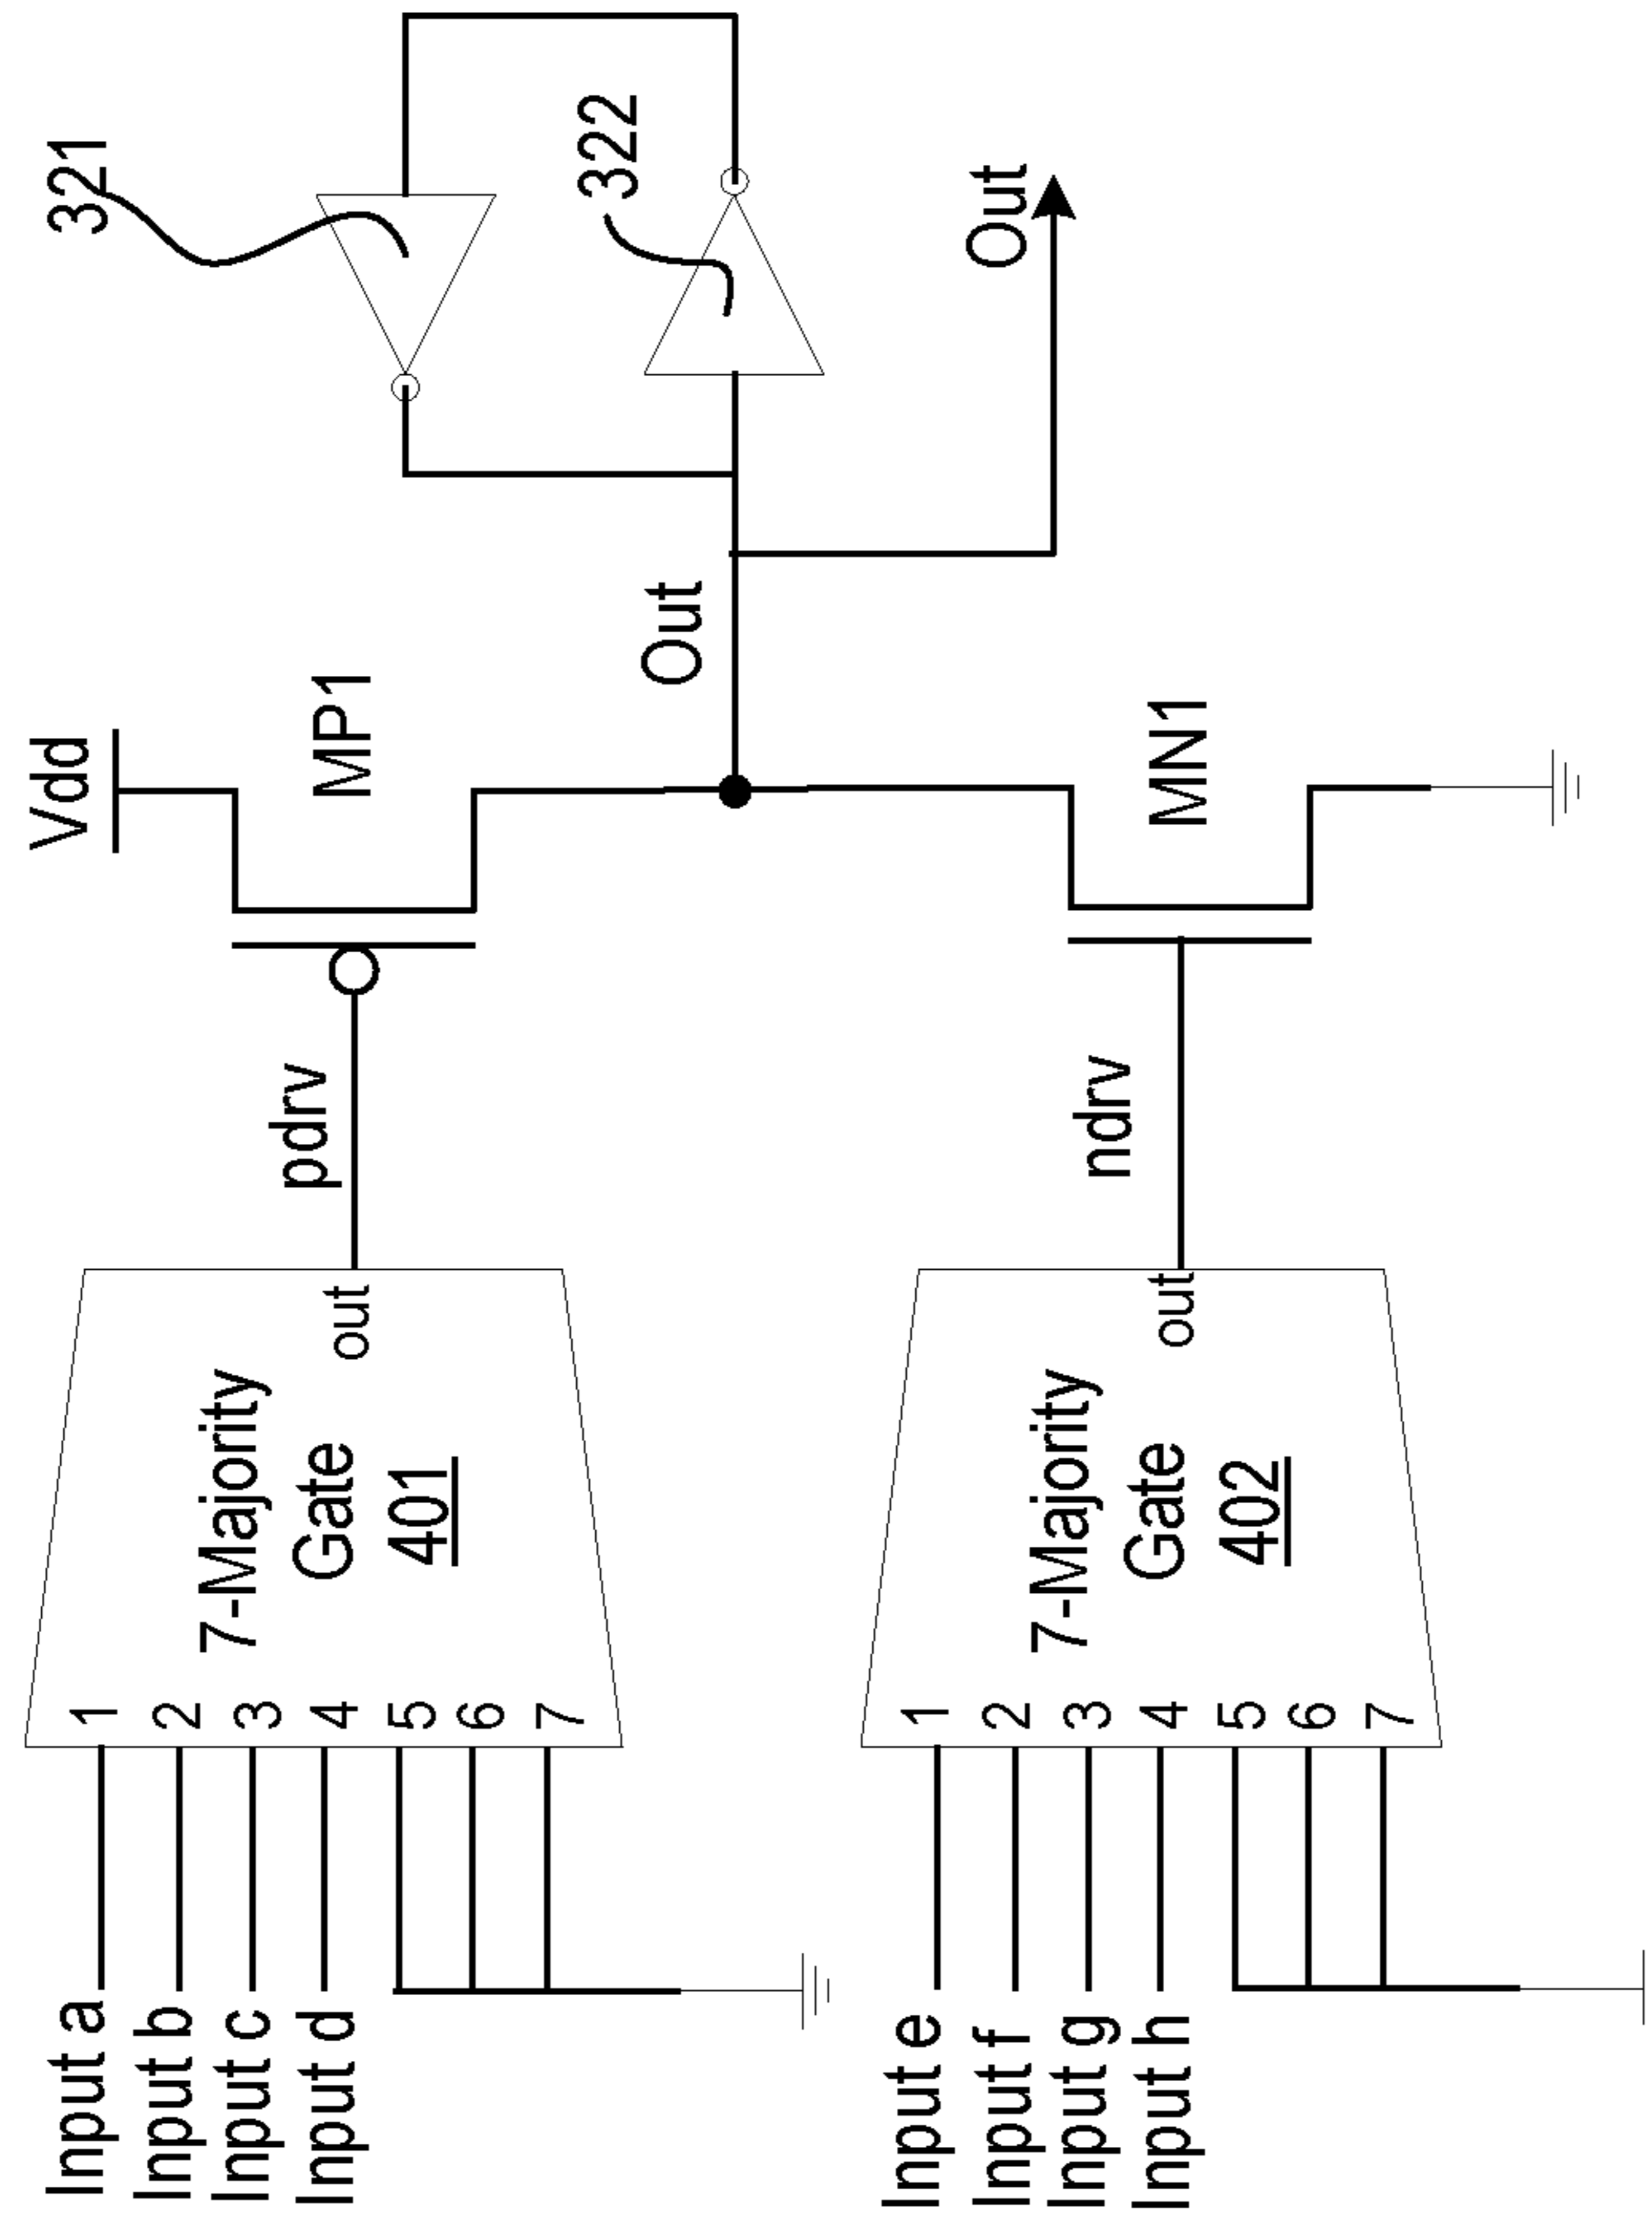 Input a
Input b
Input c
Input d
1
2
3
4
5
6
7
7-Majority
Gate
401
out
pdrv
Vdd
MP1
Out
321
322
Out
Input e
Input f
Input g
Input h
1
2
3
4
5
6
7
7-Majority
Gate
402
out
ndrv
MN1